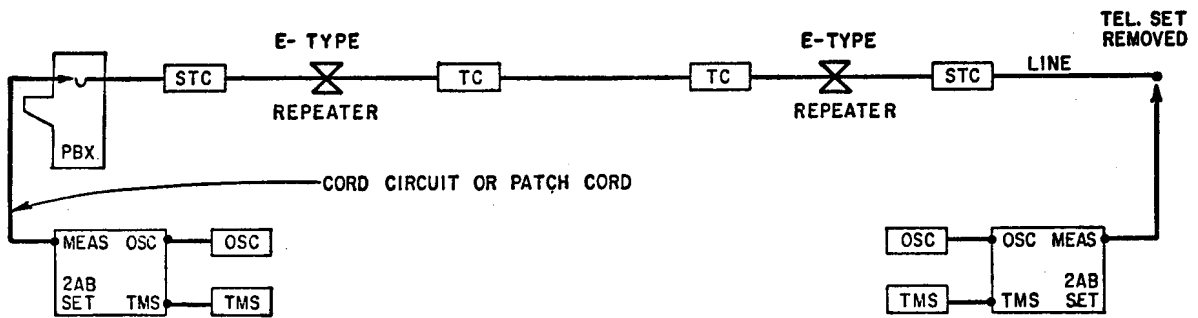 TEL. SET
REMOVED
E- TYPE
E-TYPE
STC
TC
TC
STC
LINE
REPEATER
REPEATER
PBX.
CORD CIRCUIT OR PATCH CORD
MEAS OSC
OSC
2AB
SET
TMS
TMS
OSC
OSC MEAS
TMS
TMS
2AB
SET